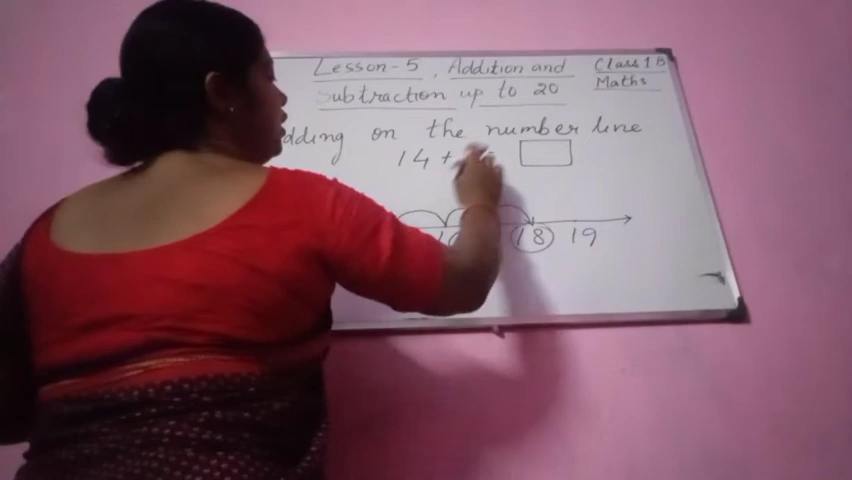 Lesson-5, Addition and
Subtraction up to 20
Class 1B
Maths
dding on the number line
14 +
18 19